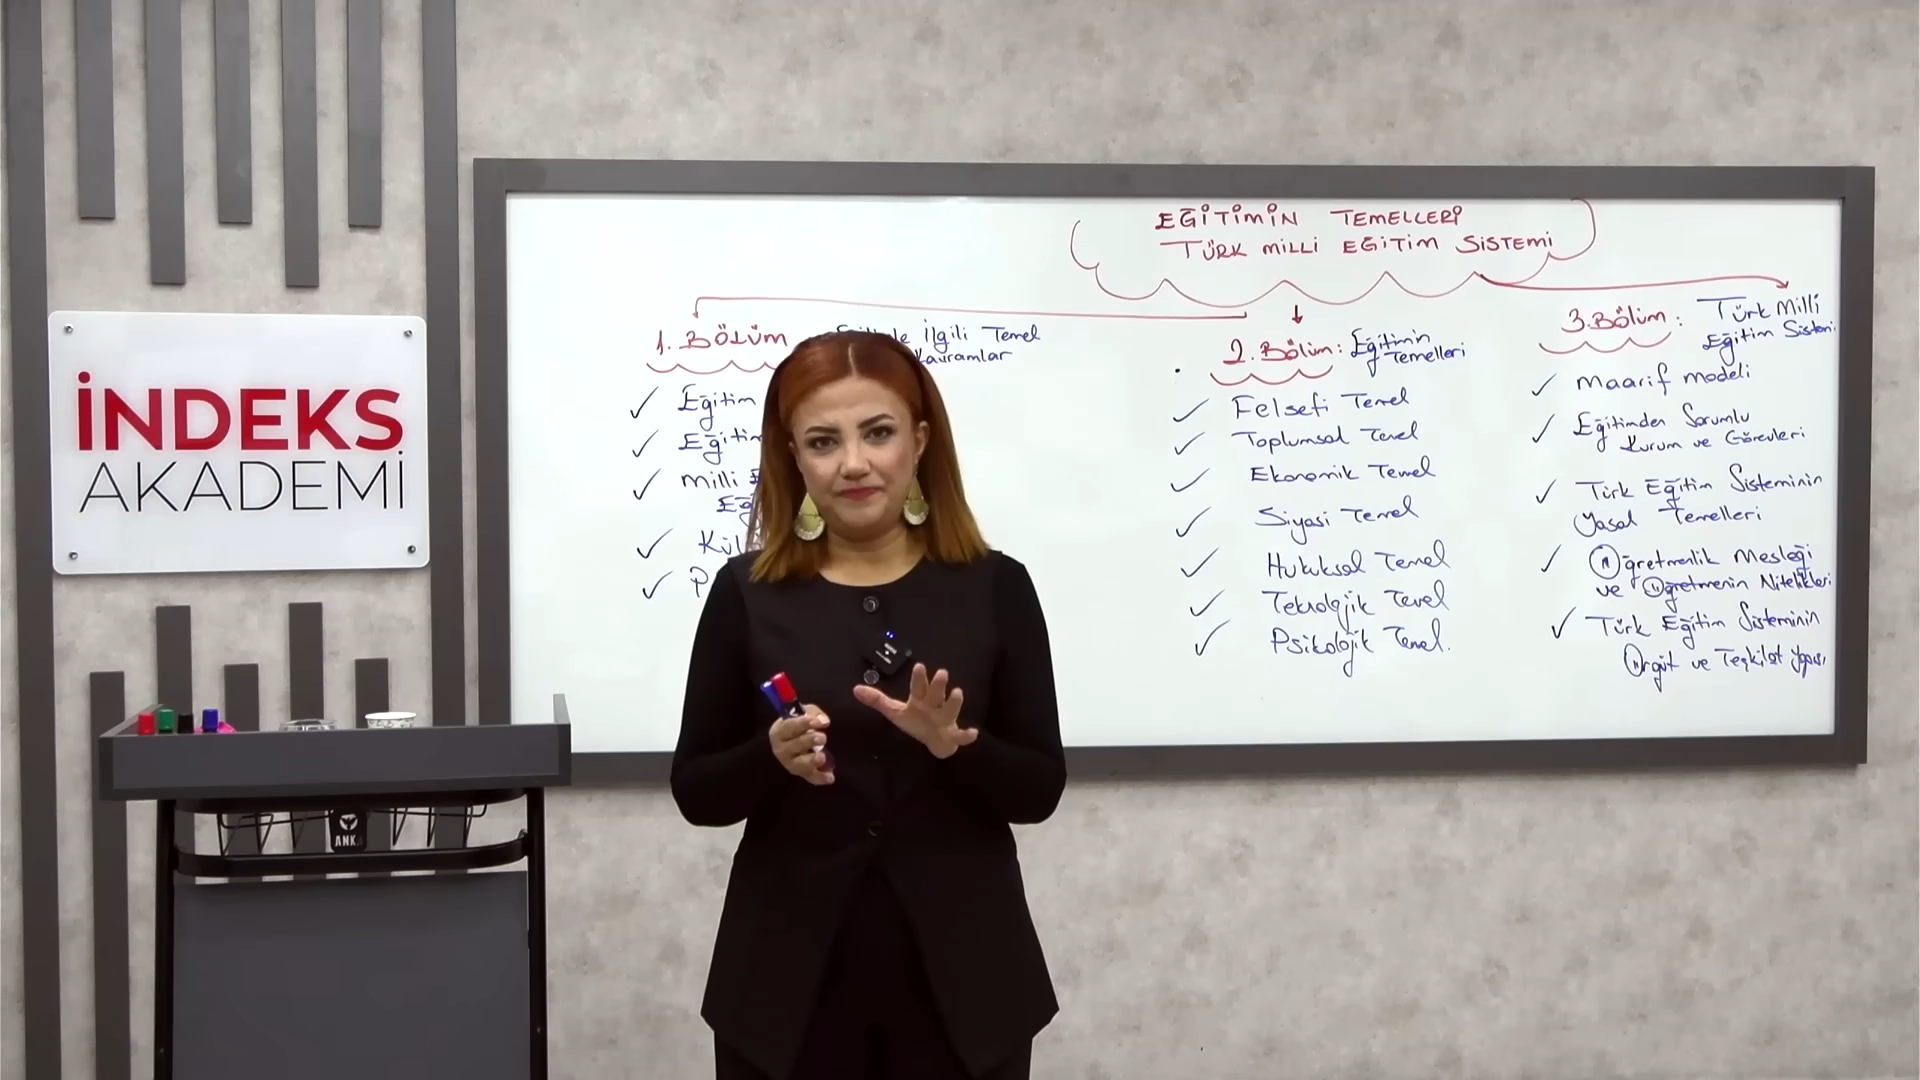 İNDEKS
AKADEMİ
ANKA
EĞİTİMİN TEMELLERİ
TÜRK MİLLİ EĞİTİM SİSTEMİ
1. BÖLÜM
İlgili Temel
Kavramlar
✓ Eğitim
✓ Eğitim
✓ Milli
✓
✓
2. Bölüm: Eğitimin
Temelleri
✓ Felsefi Temel
✓ Toplumsal Temel
✓ Ekonomik Temel
✓ Siyasi Temel
✓ Hukuksal Temel
✓ Teknolojik Temel
✓ Psikolojik Temel.
3. Bölüm: Türk Milli
Eğitim Sistemi
✓ Maarif modeli
✓ Eğitimden Sorumlu
Kurum ve Görevleri
✓ Türk Eğitim Sisteminin
Yasal Temelleri
✓ Öğretmenlik Mesleği
ve Öğretmenin Nitelikleri
✓ Türk Eğitim Sisteminin
Örgüt ve Teşkilat Yapısı